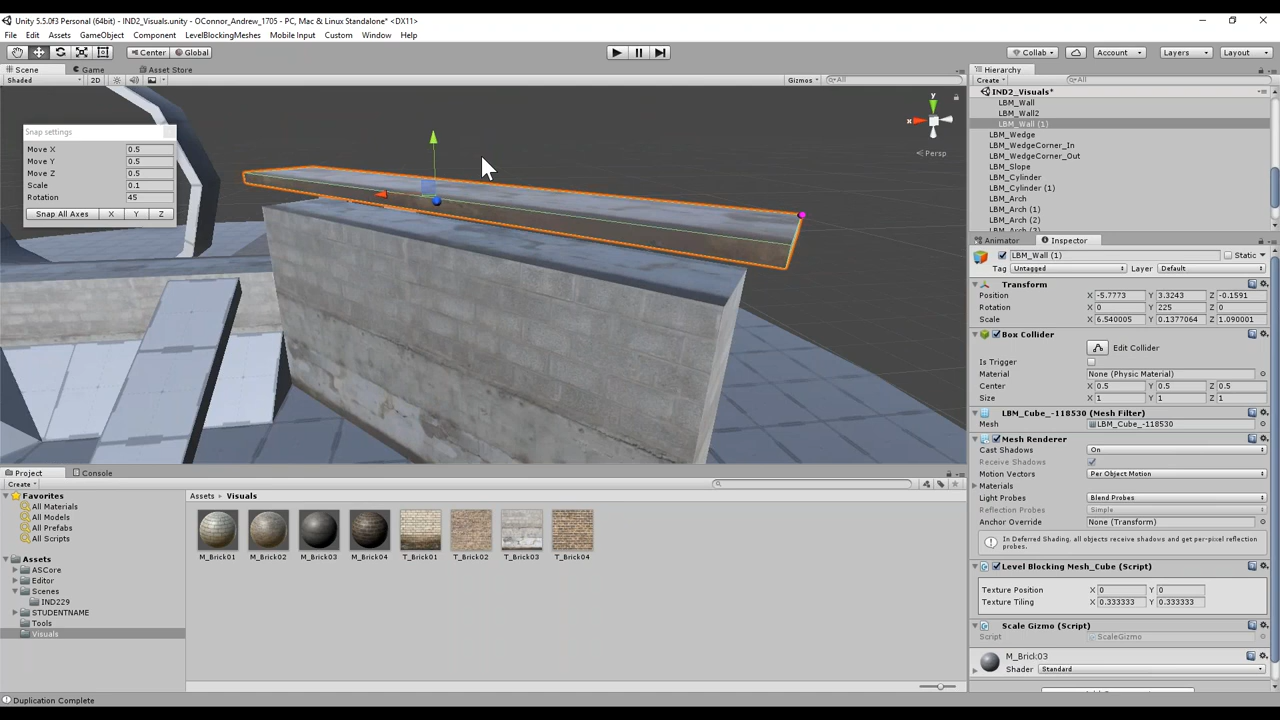 Unity 5.5.0f3 Personal (64bit) - IND2_Visuals.unity - OConnor_Andrew_1705 - PC, Mac & Linux Standalone* <DX11>
File Edit Assets GameObject Component LevelBlockingMeshes Mobile Input Custom Window Help
Center Global Collab Account Layers Layout
Scene Game Asset Store
Shaded 2D Gizmos All
Snap settings
Move X 0.5
Move Y 0.5
Move Z 0.5
Scale 0.1
Rotation 45
Snap All Axes X Y Z
y
x
Persp
Hierarchy
Create All
IND2_Visuals*
LBM_Wall
LBM_Wall2
LBM_Wall (1)
LBM_Wedge
LBM_WedgeCorner_In
LBM_WedgeCorner_Out
LBM_Slope
LBM_Cylinder
LBM_Cylinder (1)
LBM_Arch
LBM_Arch (1)
LBM_Arch (2)
LBM_Arch (3)
Animator Inspector
LBM_Wall (1) Static
Tag Untagged Layer Default
Transform
Position X -5.7773 Y 3.3243 Z -0.1591
Rotation X 0 Y 225 Z 0
Scale X 6.540005 Y 0.1377064 Z 1.090001
Box Collider
Edit Collider
Is Trigger
Material None (Physic Material)
Center X 0.5 Y 0.5 Z 0.5
Size X 1 Y 1 Z 1
LBM_Cube_-118530 (Mesh Filter)
Mesh LBM_Cube_-118530
Mesh Renderer
Cast Shadows On
Receive Shadows
Motion Vectors Per Object Motion
Materials
Light Probes Blend Probes
Reflection Probes Simple
Anchor Override None (Transform)
In Deferred Shading, all objects receive shadows and get per-pixel reflection
probes.
Level Blocking Mesh_Cube (Script)
Texture Position X 0 Y 0
Texture Tiling X 0.333333 Y 0.333333
Scale Gizmo (Script)
Script ScaleGizmo
M_Brick03
Shader Standard
Project Console
Create
Favorites
All Materials
All Models
All Prefabs
All Scripts
Assets
ASCore
Editor
Scenes
IND229
STUDENTNAME
Tools
Visuals
Assets Visuals
M_Brick01 M_Brick02 M_Brick03 M_Brick04 T_Brick01 T_Brick02 T_Brick03 T_Brick04
Duplication Complete